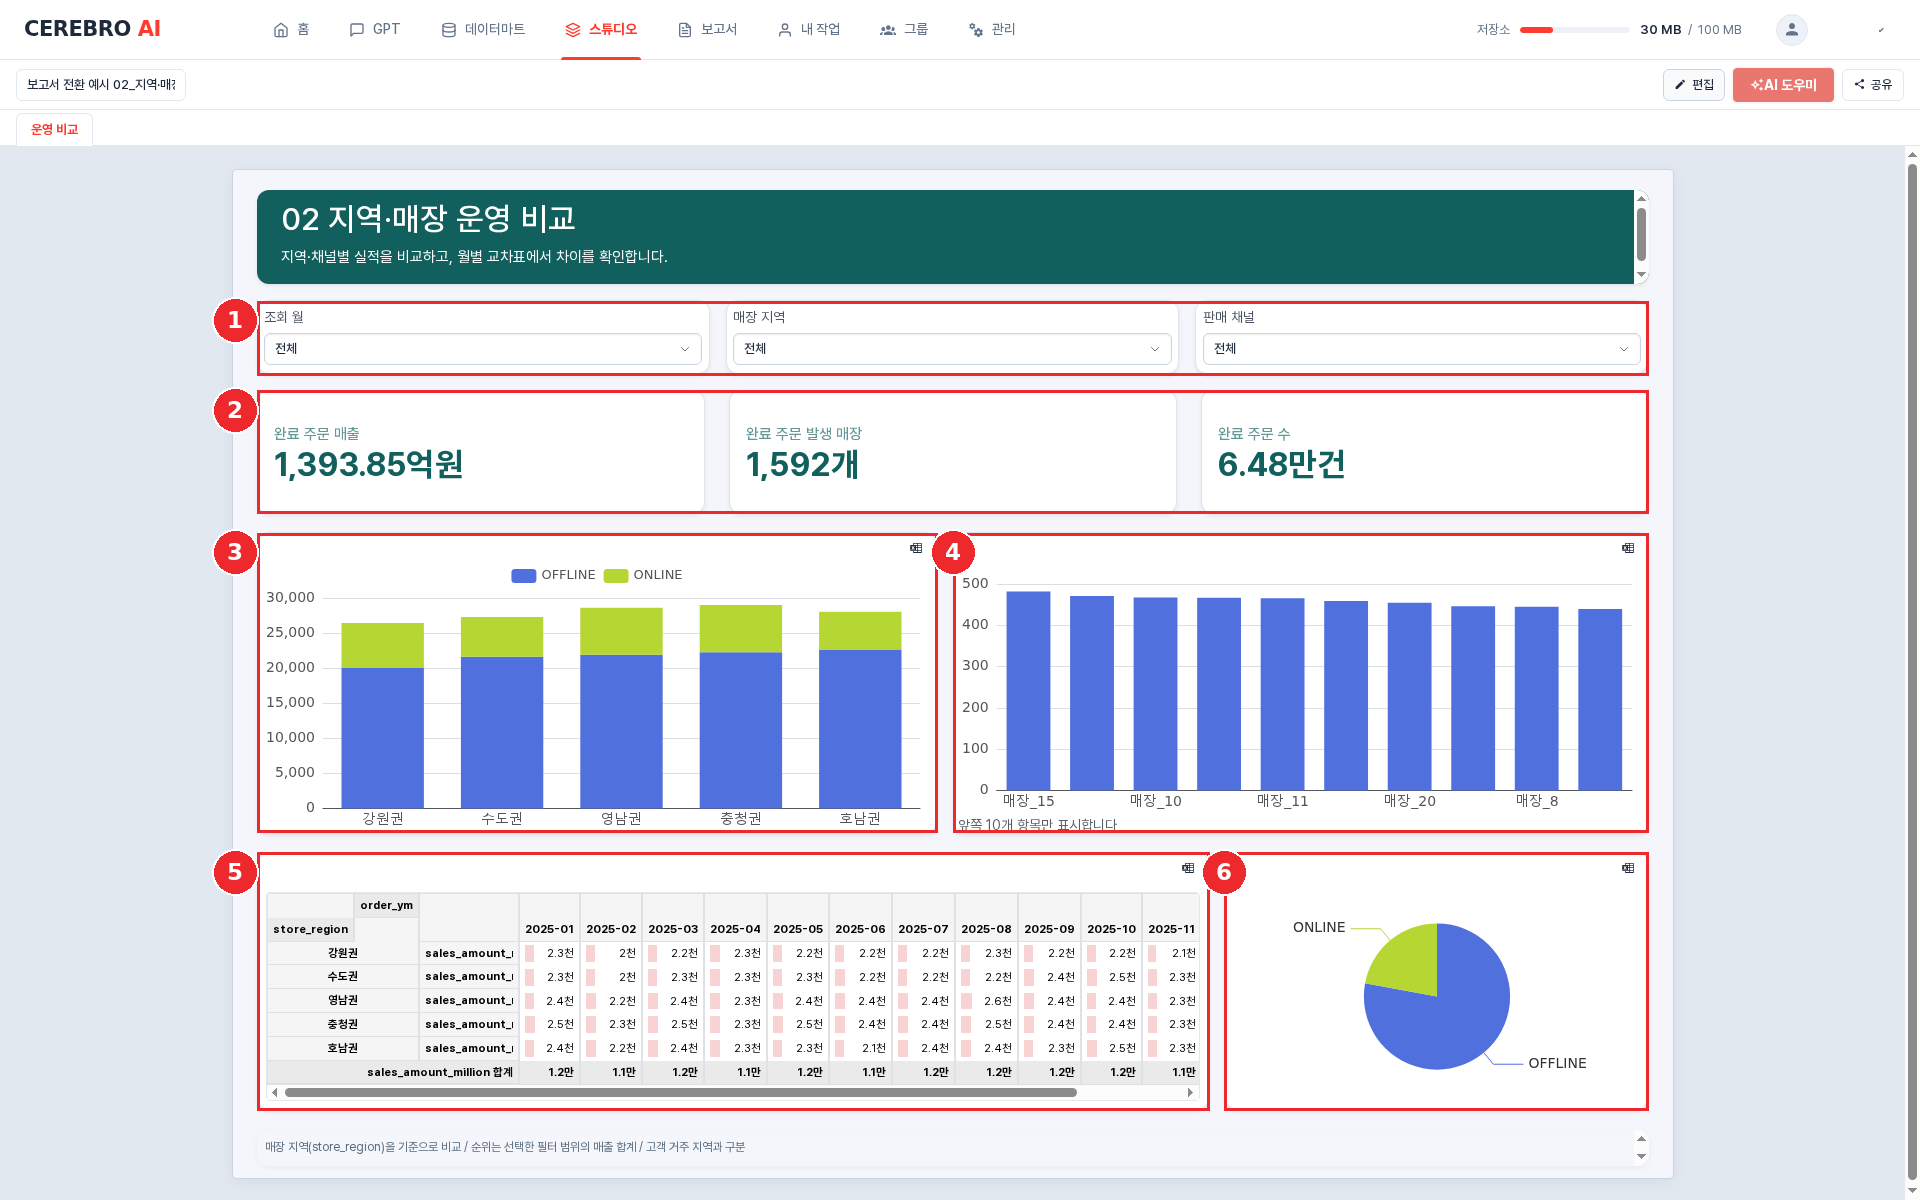 CEREBRO AI
홈
GPT
데이터마트
스튜디오
보고서
내 작업
그룹
관리
저장소
30 MB / 100 MB
보고서 전환 예시 02_지역·매장
편집
AI 도우미
공유
운영 비교
02 지역·매장 운영 비교
지역·채널별 실적을 비교하고, 월별 교차표에서 차이를 확인합니다.
1
조회 월
매장 지역
판매 채널
전체
전체
전체
2
완료 주문 매출
완료 주문 발생 매장
완료 주문 수
1,393.85억원
1,592개
6.48만건
3
OFFLINE ONLINE
30,000
25,000
20,000
15,000
10,000
5,000
0
강원권 수도권 영남권 충청권 호남권
4
500
400
300
200
100
0
매장_15 매장_10 매장_11 매장_20 매장_8
앞쪽 10개 항목만 표시합니다
5
order_ym
store_region 2025-01 2025-02 2025-03 2025-04 2025-05 2025-06 2025-07 2025-08 2025-09 2025-10 2025-11
강원권 sales_amount_ 2.3천 2천 2.2천 2.3천 2.2천 2.2천 2.2천 2.3천 2.2천 2.2천 2.1천
수도권 sales_amount_ 2.3천 2천 2.3천 2.3천 2.3천 2.2천 2.2천 2.2천 2.4천 2.5천 2.3천
영남권 sales_amount_ 2.4천 2.2천 2.4천 2.3천 2.4천 2.4천 2.4천 2.6천 2.4천 2.4천 2.3천
충청권 sales_amount_ 2.5천 2.3천 2.5천 2.3천 2.5천 2.4천 2.4천 2.5천 2.4천 2.4천 2.3천
호남권 sales_amount_ 2.4천 2.2천 2.4천 2.3천 2.3천 2.1천 2.4천 2.4천 2.3천 2.5천 2.3천
sales_amount_million 합계 1.2만 1.1만 1.2만 1.1만 1.2만 1.1만 1.2만 1.2만 1.2만 1.2만 1.1만
6
ONLINE
OFFLINE
매장 지역(store_region)을 기준으로 비교 / 순위는 선택한 필터 범위의 매출 합계 / 고객 거주 지역과 구분